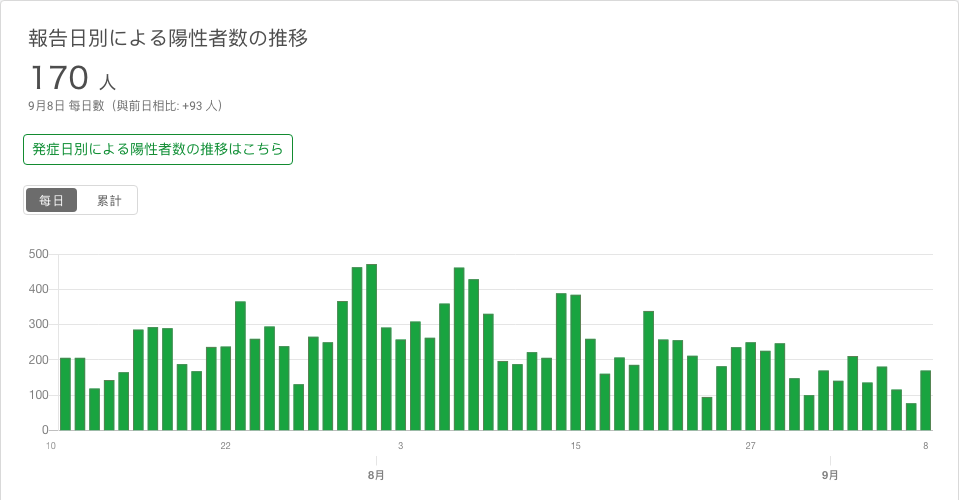 報告日別による陽性者数の推移
170 人
9月8日 毎日數（與前日相比: +93 人）
発症日別による陽性者数の推移はこちら
毎日 累計
500
400
300
200
100
0
10 22 3 15 27 8
8月 9月